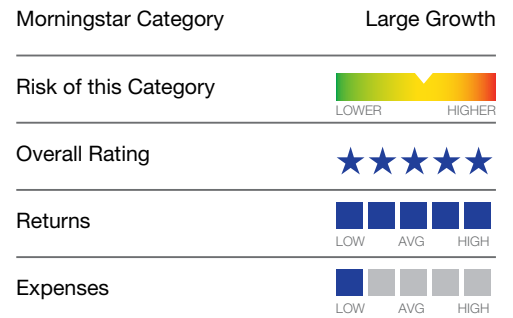 Morningstar Category Large Growth
Risk of this Category
LOWER HIGHER
Overall Rating
Returns
LOW AVG HIGH
Expenses
LOW AVG HIGH